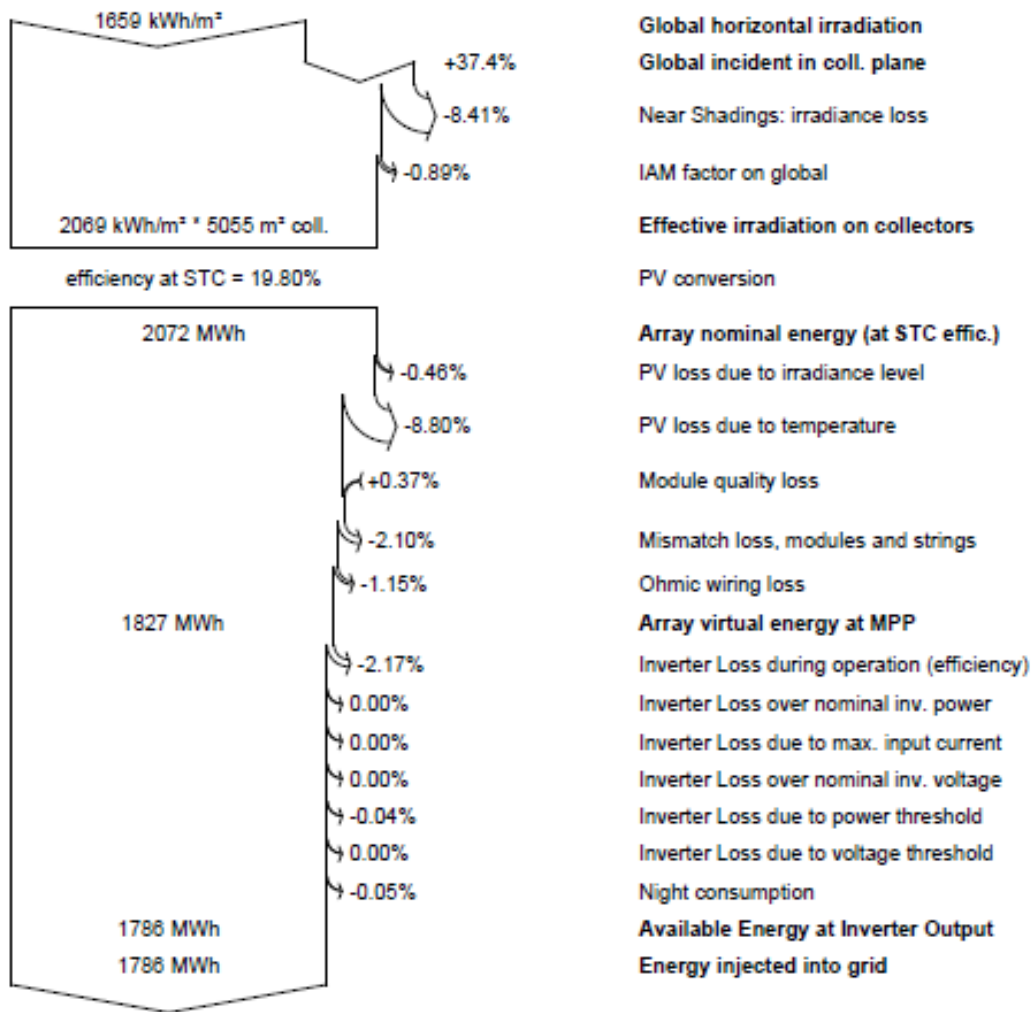 1659 kWh/m² Global horizontal irradiation
+37.4% Global incident in coll. plane
-8.41% Near Shadings: irradiance loss
-0.89% IAM factor on global
2069 kWh/m² * 5055 m² coll. Effective irradiation on collectors
efficiency at STC = 19.80% PV conversion
2072 MWh Array nominal energy (at STC effic.)
-0.46% PV loss due to irradiance level
-8.80% PV loss due to temperature
+0.37% Module quality loss
-2.10% Mismatch loss, modules and strings
-1.15% Ohmic wiring loss
1827 MWh Array virtual energy at MPP
-2.17% Inverter Loss during operation (efficiency)
0.00% Inverter Loss over nominal inv. power
0.00% Inverter Loss due to max. input current
0.00% Inverter Loss over nominal inv. voltage
-0.04% Inverter Loss due to power threshold
0.00% Inverter Loss due to voltage threshold
-0.05% Night consumption
1786 MWh Available Energy at Inverter Output
1786 MWh Energy injected into grid